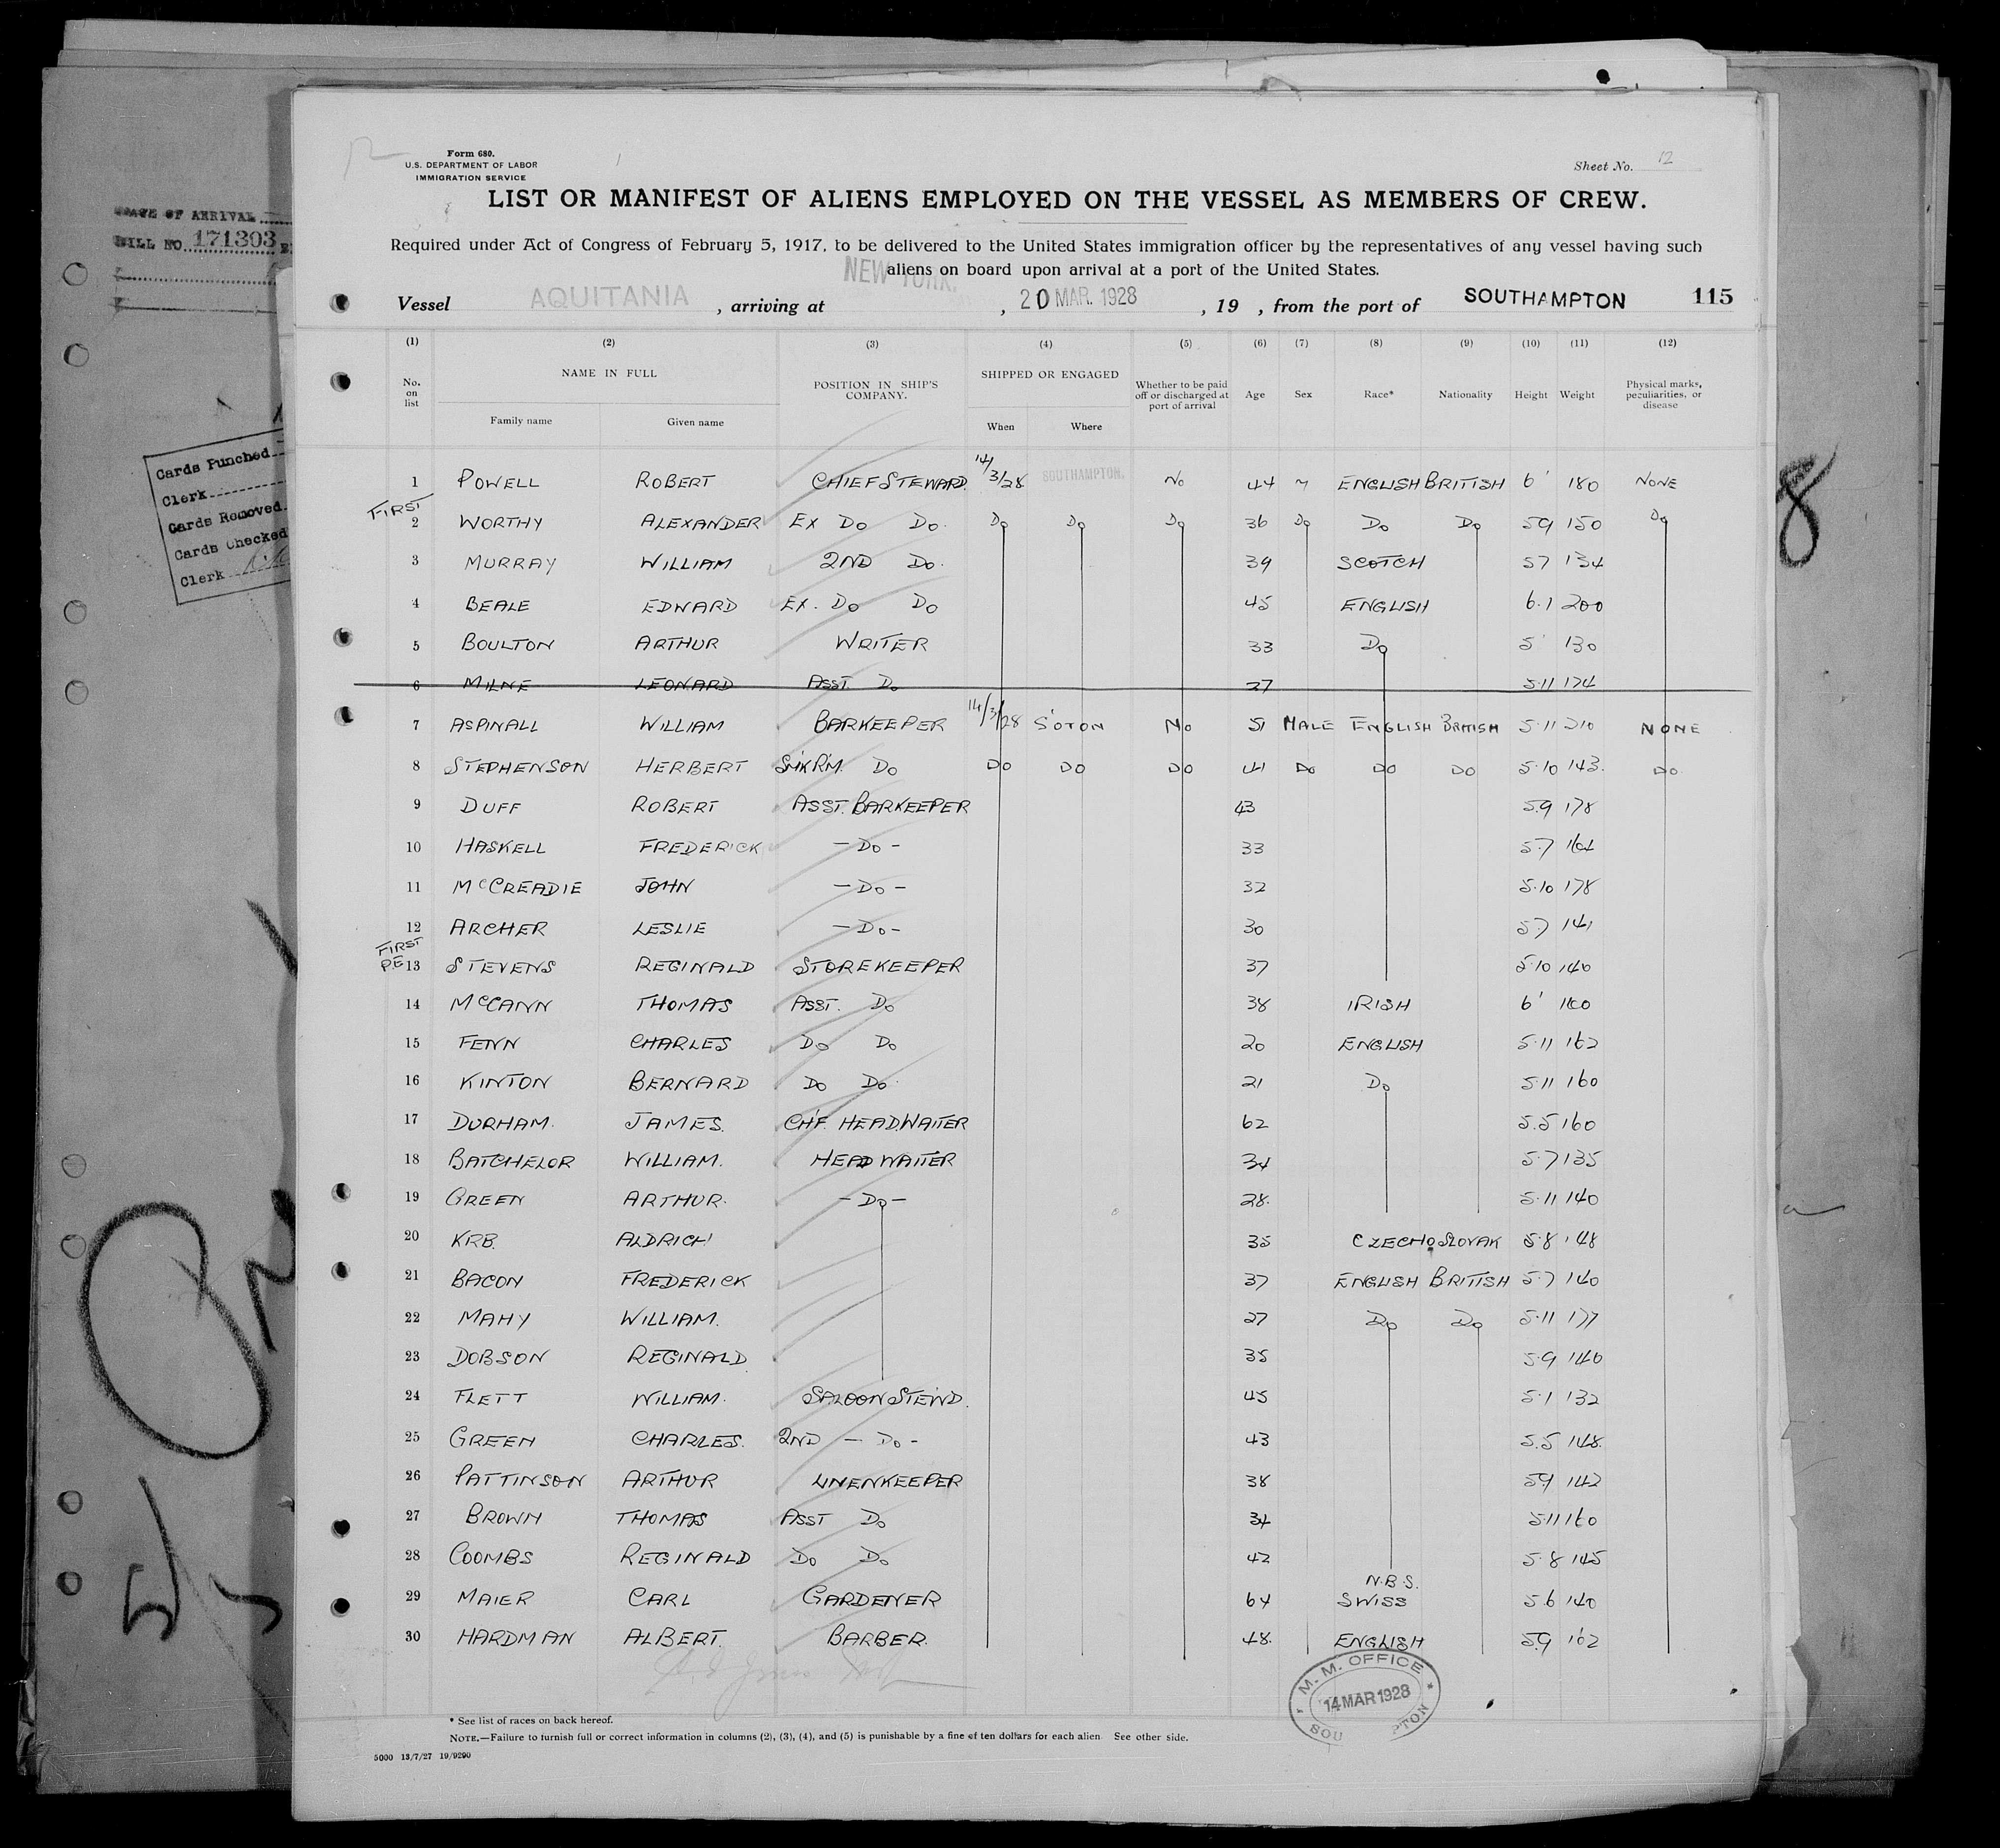 Form 680.
U.S. DEPARTMENT OF LABOR
IMMIGRATION SERVICE
Sheet No. 12
LIST OR MANIFEST OF ALIENS EMPLOYED ON THE VESSEL AS MEMBERS OF CREW.
Required under Act of Congress of February 5, 1917, to be delivered to the United States immigration officer by the representatives of any vessel having such
aliens on board upon arrival at a port of the United States.
Vessel AQUITANIA, arriving at NEW YORK, 20 MAR. 1928, 19 , from the port of SOUTHAMPTON 115
(1) (2) (3) (4) (5) (6) (7) (8) (9) (10) (11) (12)
No. on list NAME IN FULL Family name Given name POSITION IN SHIP'S COMPANY. SHIPPED OR ENGAGED When Where Whether to be paid off or discharged at port of arrival Age Sex Race* Nationality Height Weight Physical marks, peculiarities, or disease
1 POWELL ROBERT CHIEF STEWARD 14/3/28 SOUTHAMPTON. No 44 M ENGLISH BRITISH 6' 180 NONE
FIRST
2 WORTHY ALEXANDER EX Do Do. Do Do Do 36 Do Do Do 59 150 Do
3 MURRAY WILLIAM 2ND Do. 39 SCOTCH 57 134
4 BEALE EDWARD EX. Do Do 45 ENGLISH 6.1 200
5 BOULTON ARTHUR WRITER 33 Do 5' 130
6 MILNE LEONARD ASST. Do 27 5.11 174
7 ASPINALL WILLIAM BARKEEPER 14/3/28 S'OTON No 51 MALE ENGLISH BRITISH 5.11 210 NONE
8 STEPHENSON HERBERT SMK RM. Do Do Do Do 41 Do Do Do 5.10 143. Do
9 DUFF ROBERT ASST. BARKEEPER 43 5.9 178
10 HASKELL FREDERICK -Do- 33 5.7 164
11 McCREADIE JOHN -Do- 32 5.10 178
12 ARCHER LESLIE -Do- 30 5.7 141
FIRST
P.E 13 STEVENS REGINALD STOREKEEPER 37 5.10 140
14 McCANN THOMAS ASST. Do 38 IRISH 6' 160
15 FENN CHARLES Do Do 20 ENGLISH 5.11 162
16 KINTON BERNARD Do Do. 21 Do 5.11 160
17 DURHAM. JAMES. CH'F. HEAD.WAITER 62 5.5 160
18 BATCHELOR WILLIAM. HEAD WAITER 34 5.7 135
19 GREEN ARTHUR. -Do- 28. 5.11 140
20 KRB. ALDRICH 35 CZECHOSLOVAK 5.8 148
21 BACON FREDERICK 37 ENGLISH BRITISH 5.7 140
22 MAHY WILLIAM. 27 Do Do 5.11 177
23 DOBSON REGINALD. 35 5.9 140
24 FLETT WILLIAM. SALOON STEW'D. 45 5.1 132
25 GREEN CHARLES. 2ND -Do- 43 5.5 148.
26 PATTINSON ARTHUR LINENKEEPER 38 5.9 142
27 BROWN THOMAS ASST Do 34 5.11 160
28 COOMBS REGINALD Do Do 42 5.8 145
N.B.S.
29 MAIER CARL GARDENER 64 SWISS 5.6 140
30 HARDMAN ALBERT. BARBER. 48. ENGLISH 5.9 162
M. M. OFFICE
14 MAR 1928
SOU PTON
* See list of races on back hereof.
NOTE.—Failure to furnish full or correct information in columns (2), (3), (4), and (5) is punishable by a fine of ten dollars for each alien. See other side.
5000 13/7/27 19/9290
OF ARRIVAL
BILL NO. 171303
Cards Punched
Clerk
Cards Removed
Cards Checked
Clerk
8